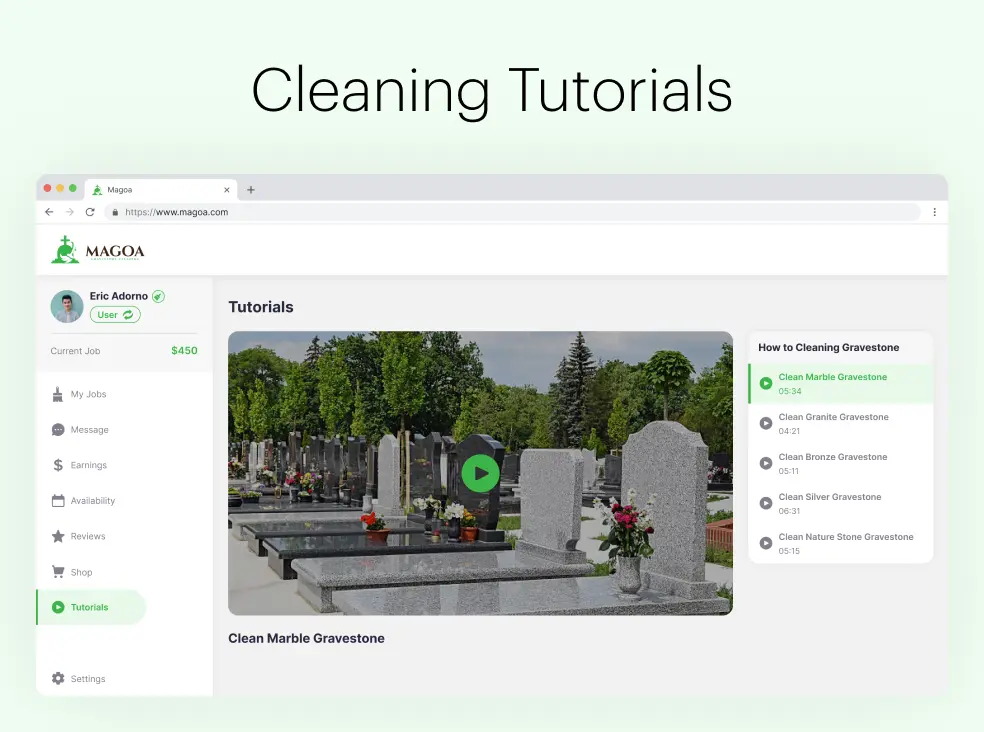 Cleaning Tutorials
Magoa
https://www.magoa.com
MAGOA
Eric Adorno
User
Current Job $450
My Jobs
Message
Earnings
Availability
Reviews
Shop
Tutorials
Settings
Tutorials
Clean Marble Gravestone
How to Cleaning Gravestone
Clean Marble Gravestone
05:34
Clean Granite Gravestone
04:21
Clean Bronze Gravestone
05:11
Clean Silver Gravestone
06:31
Clean Nature Stone Gravestone
05:15